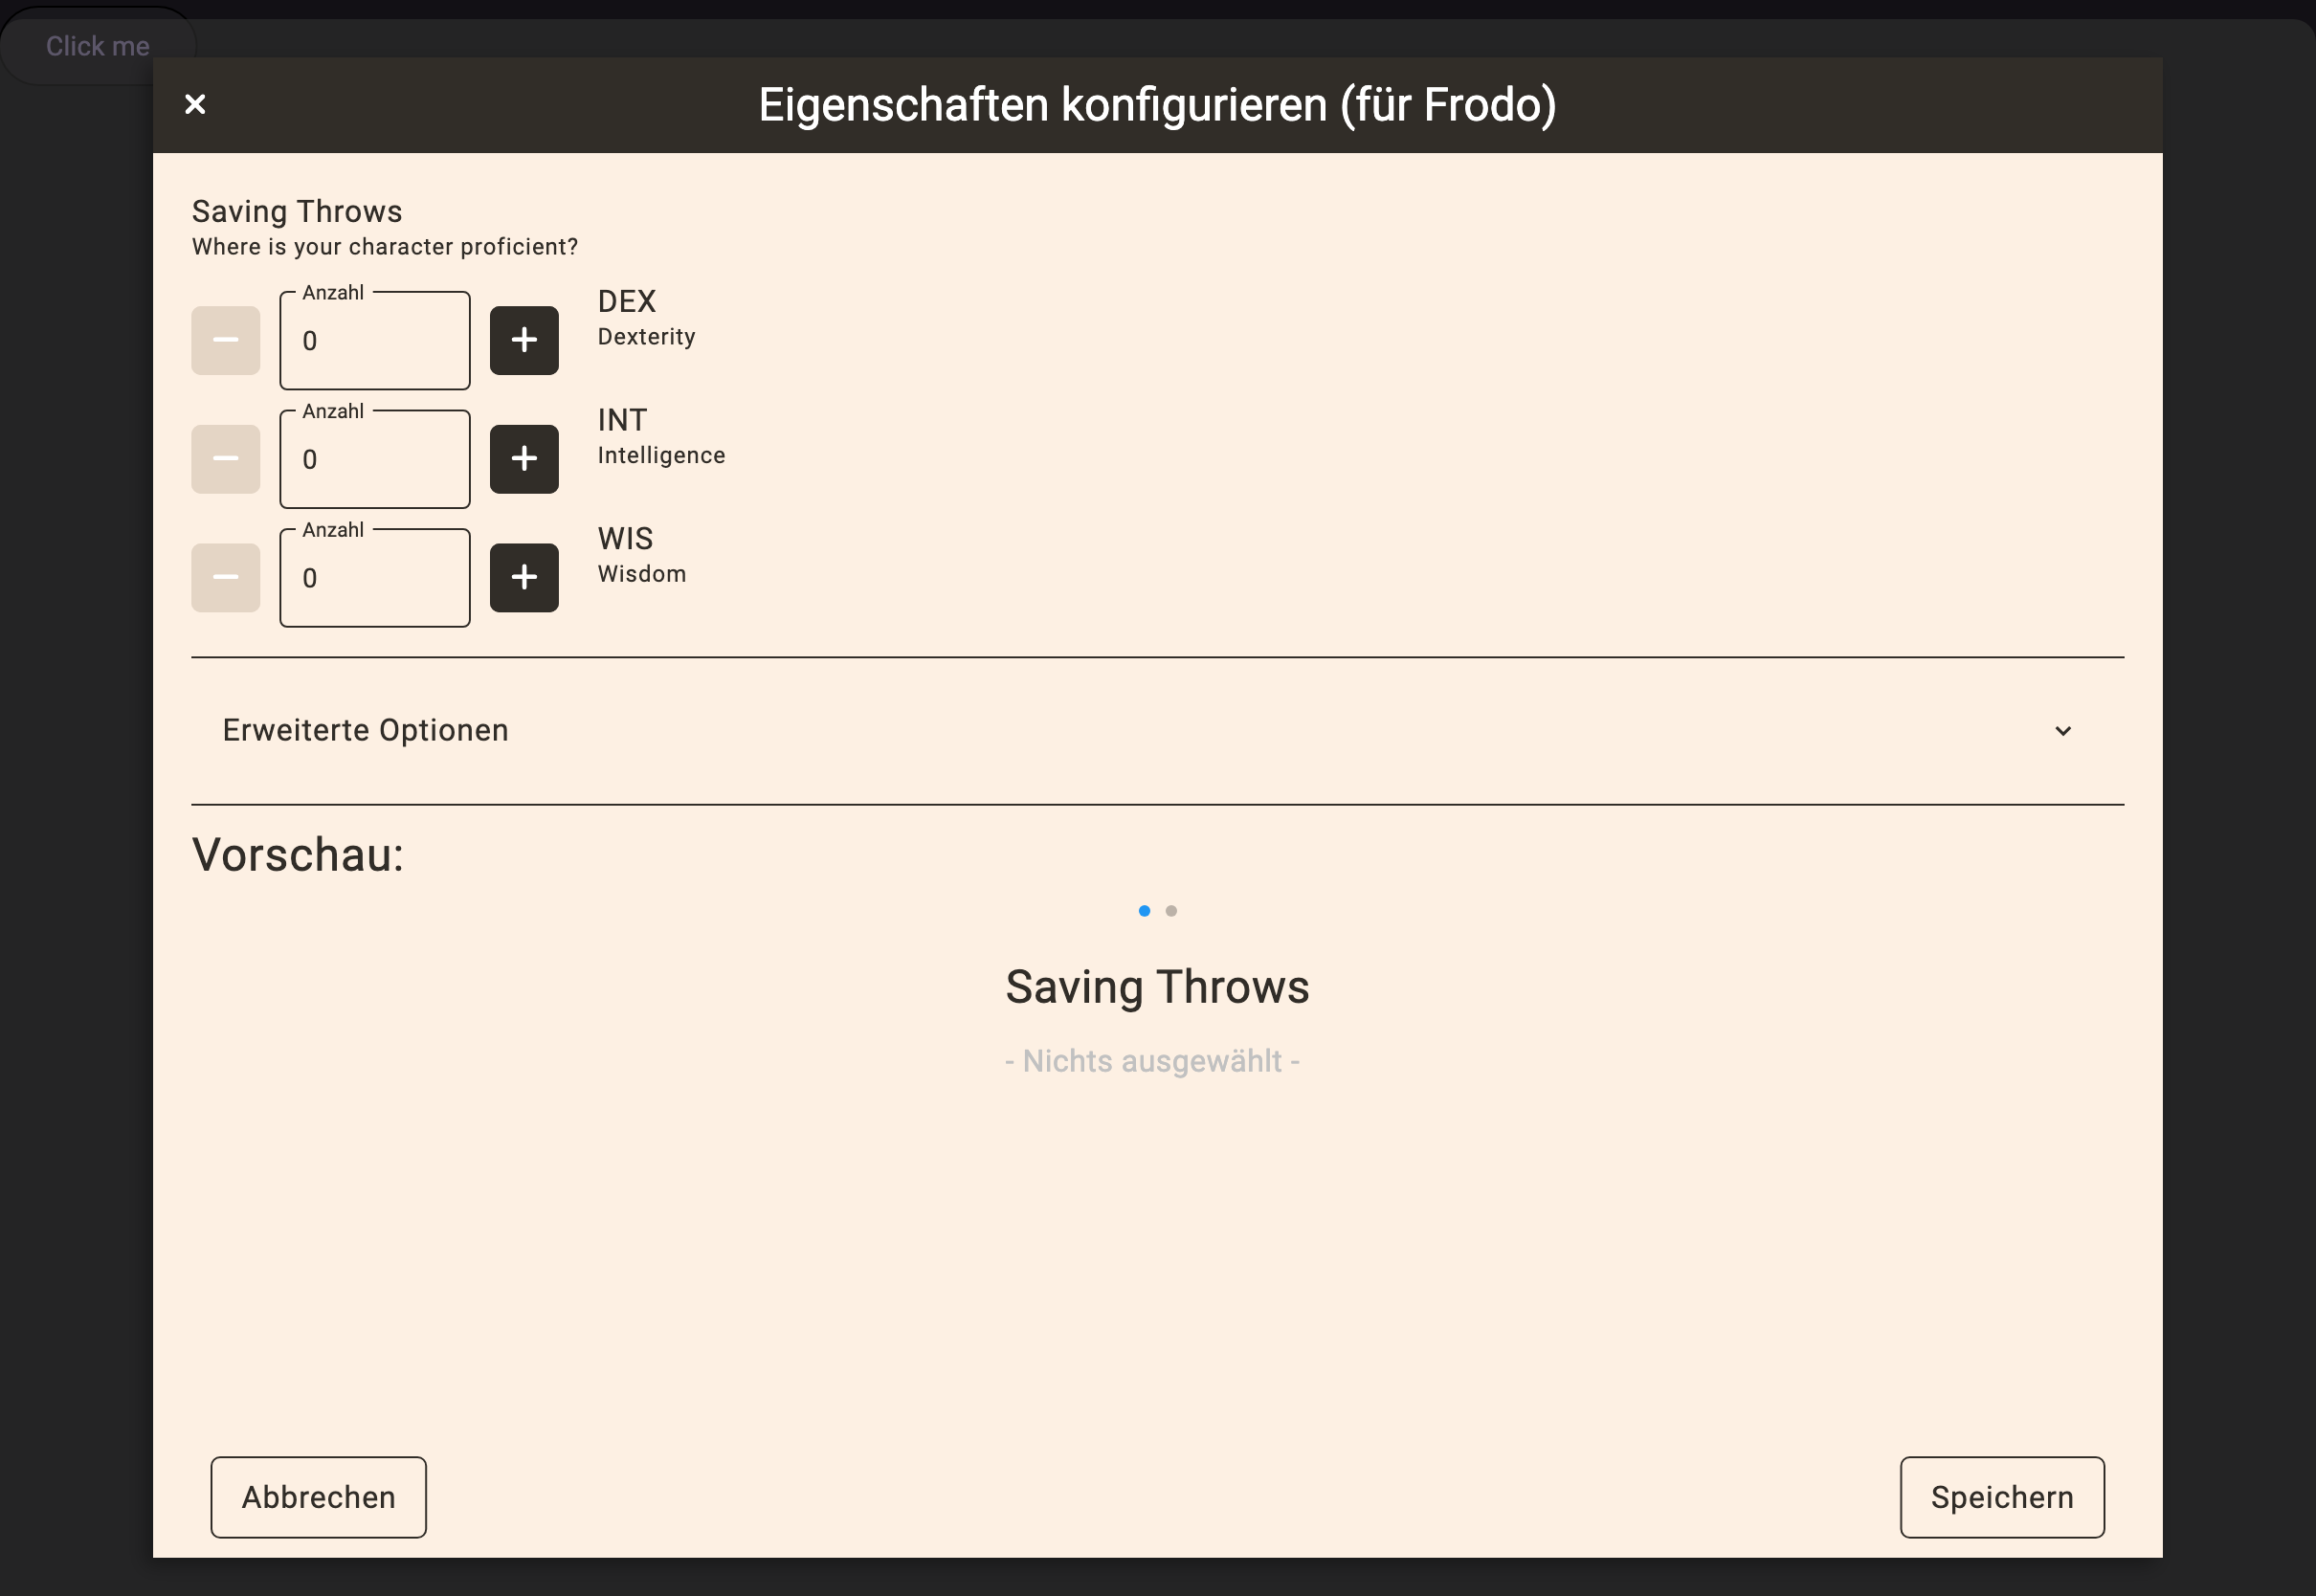 Click me
Eigenschaften konfigurieren (für Frodo)
Saving Throws
Where is your character proficient?
Anzahl
0
DEX
Dexterity
Anzahl
0
INT
Intelligence
Anzahl
0
WIS
Wisdom
Erweiterte Optionen
Vorschau:
Saving Throws
- Nichts ausgewählt -
Abbrechen
Speichern